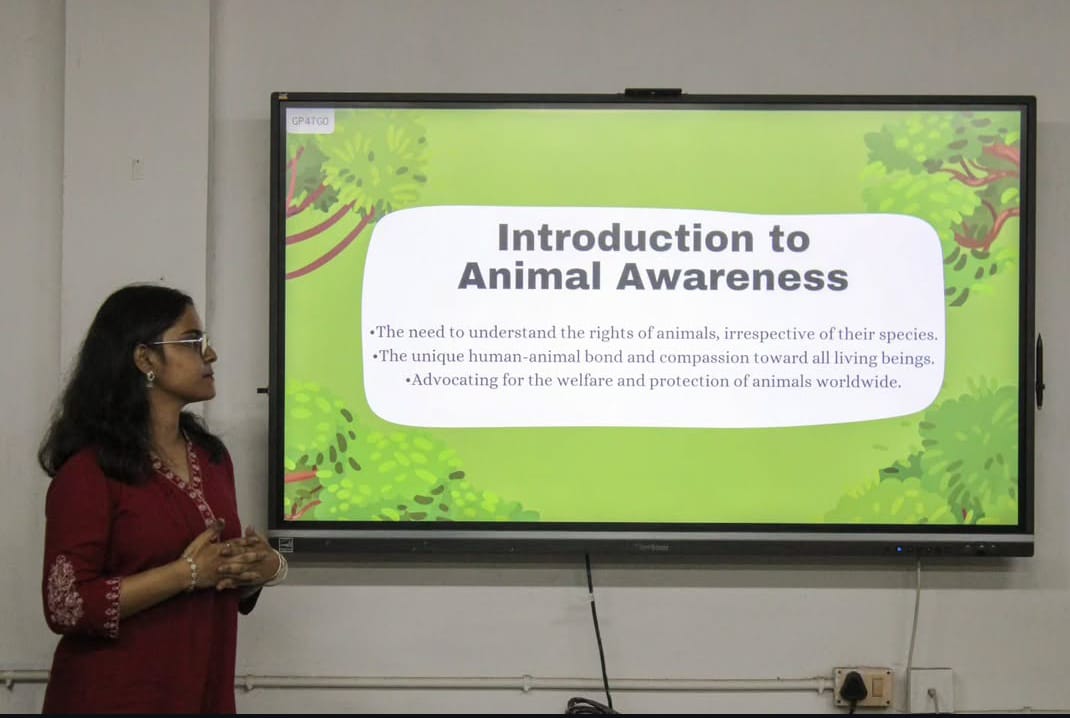 GP4TGO
Introduction to
Animal Awareness
•The need to understand the rights of animals, irrespective of their species.
•The unique human-animal bond and compassion toward all living beings.
•Advocating for the welfare and protection of animals worldwide.